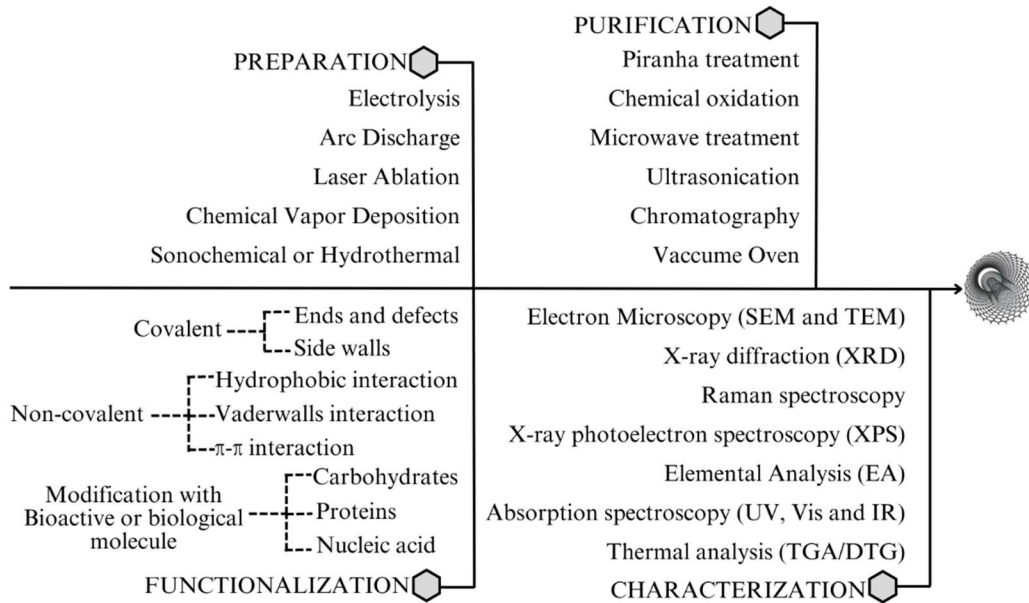 PREPARATION
Electrolysis
Arc Discharge
Laser Ablation
Chemical Vapor Deposition
Sonochemical or Hydrothermal
PURIFICATION
Piranha treatment
Chemical oxidation
Microwave treatment
Ultrasonication
Chromatography
Vaccume Oven
Covalent
Ends and defects
Side walls
Non-covalent
Hydrophobic interaction
Vaderwalls interaction
π-π interaction
Modification with
Bioactive or biological
molecule
Carbohydrates
Proteins
Nucleic acid
FUNCTIONALIZATION
Electron Microscopy (SEM and TEM)
X-ray diffraction (XRD)
Raman spectroscopy
X-ray photoelectron spectroscopy (XPS)
Elemental Analysis (EA)
Absorption spectroscopy (UV, Vis and IR)
Thermal analysis (TGA/DTG)
CHARACTERIZATION